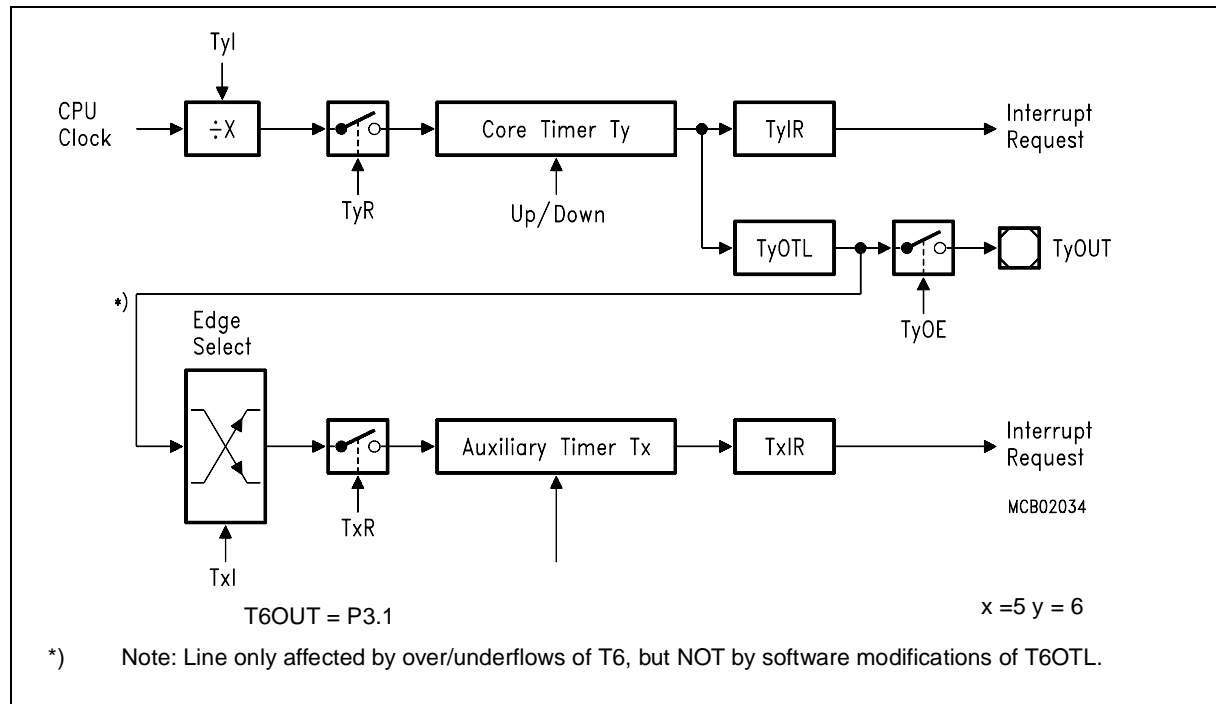 TyI
CPU
Clock
÷X
TyR
Core Timer Ty
Up/Down
TyIR
Interrupt
Request
TyOTL
TyOUT
TyOE
*)
Edge
Select
TxI
TxR
Auxiliary Timer Tx
TxIR
Interrupt
Request
MCB02034
T6OUT = P3.1
x =5 y = 6
*) Note: Line only affected by over/underflows of T6, but NOT by software modifications of T6OTL.